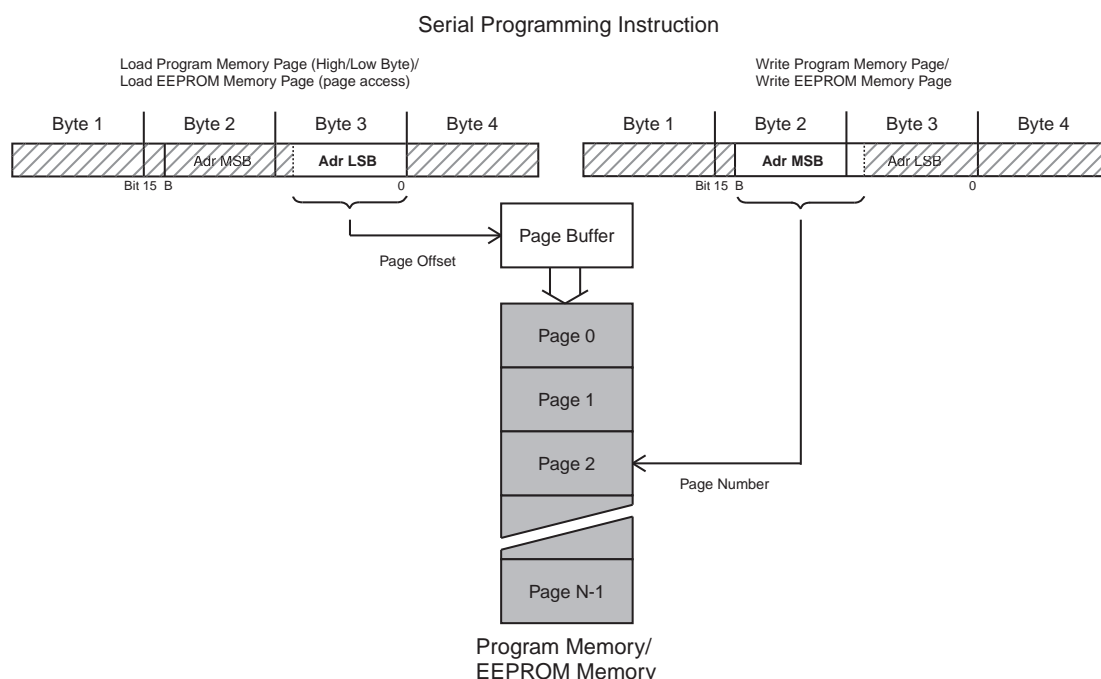 Serial Programming Instruction
Load Program Memory Page (High/Low Byte)/
Load EEPROM Memory Page (page access)
Byte 1 Byte 2 Byte 3 Byte 4
Adr MSB Adr LSB
Bit 15 B 0
Write Program Memory Page/
Write EEPROM Memory Page
Byte 1 Byte 2 Byte 3 Byte 4
Adr MSB Adr LSB
Bit 15 B 0
Page Buffer
Page Offset
Page 0
Page 1
Page 2
Page Number
Page N-1
Program Memory/
EEPROM Memory